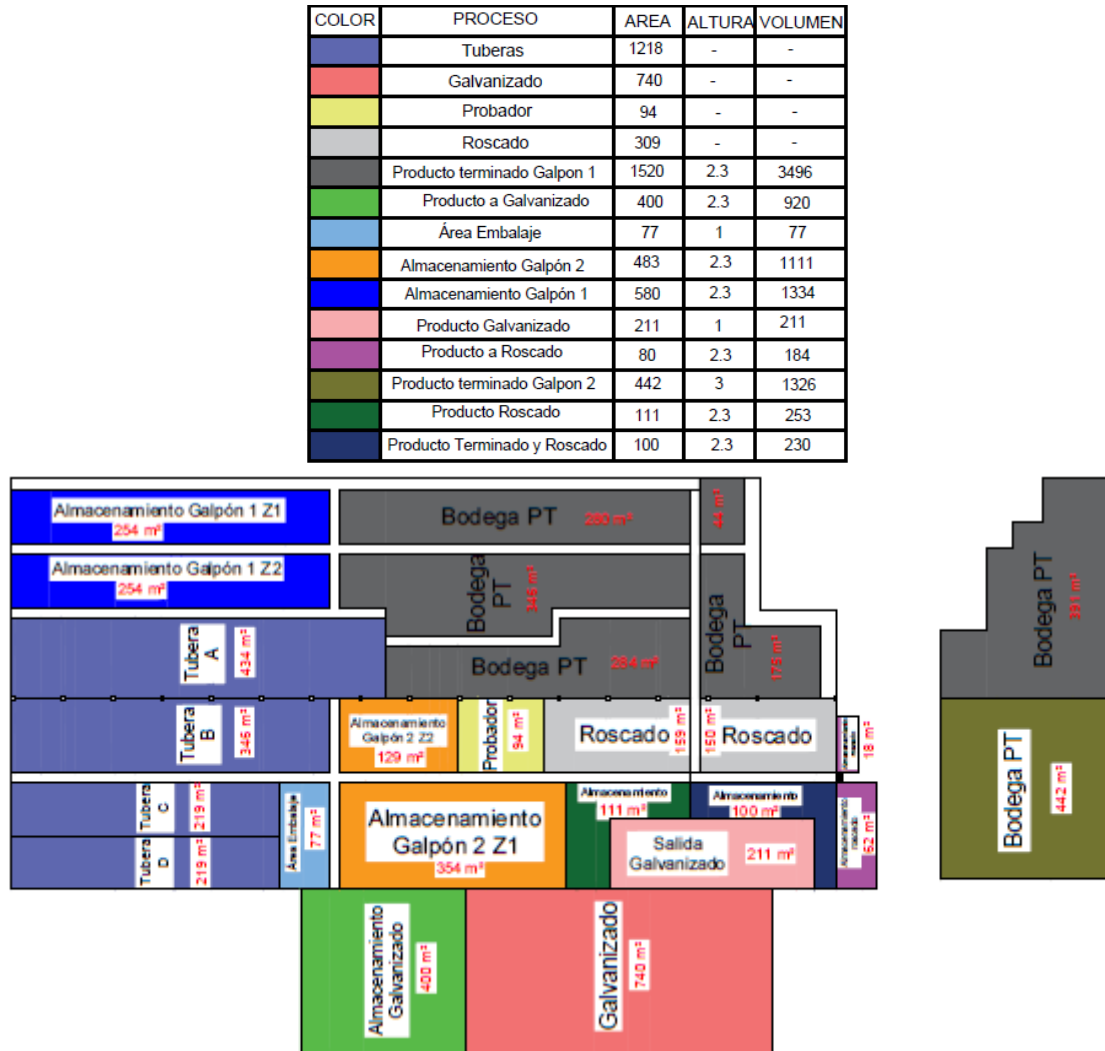 COLOR PROCESO AREA ALTURA VOLUMEN
Tuberas 1218 - -
Galvanizado 740 - -
Probador 94 - -
Roscado 309 - -
Producto terminado Galpon 1 1520 2.3 3496
Producto a Galvanizado 400 2.3 920
Área Embalaje 77 1 77
Almacenamiento Galpón 2 483 2.3 1111
Almacenamiento Galpón 1 580 2.3 1334
Producto Galvanizado 211 1 211
Producto a Roscado 80 2.3 184
Producto terminado Galpon 2 442 3 1326
Producto Roscado 111 2.3 253
Producto Terminado y Roscado 100 2.3 230
Almacenamiento Galpón 1 Z1
254 m²
Bodega PT
44 m²
Almacenamiento Galpón 1 Z2
254 m²
Bodega
PT
346 m²
Bodega
PT
175 m²
Bodega PT
391 m²
Tubera
A
434 m²
Bodega PT 284 m²
Tubera
B
346 m²
Almacenamiento
Galpón 2 Z2
129 m²
Probador
94 m²
Roscado 159 m²
150 m² Roscado
18 m²
Bodega PT
442 m²
Tubera
C
219 m²
Tubera
D
219 m²
Área Embalaje
77 m²
Almacenamiento
Galpón 2 Z1
354 m²
Almacenamiento
111 m²
Almacenamiento
100 m²
Salida
Galvanizado
211 m²
Almacenamiento
roscado
62 m²
Almacenamiento
Galvanizado
400 m²
Galvanizado
740 m²